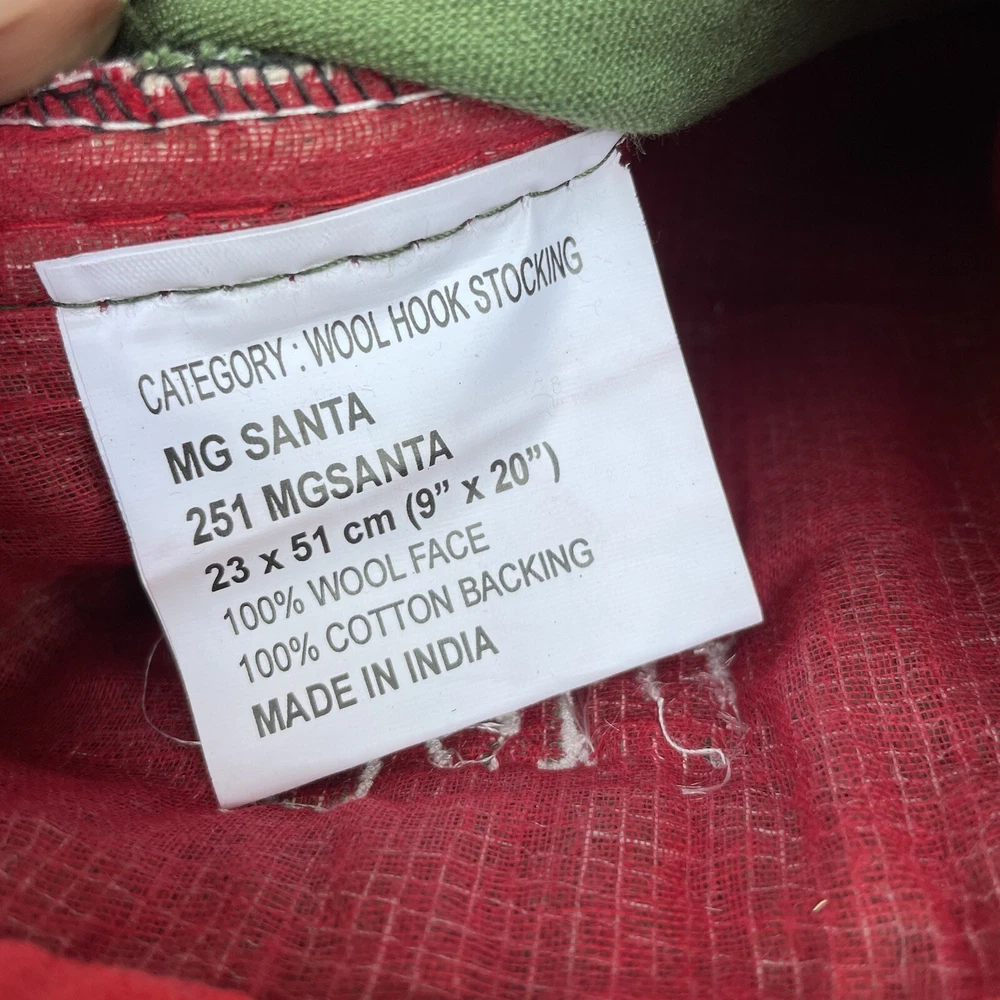 CATEGORY : WOOL HOOK STOCKING
MG SANTA
251 MGSANTA
23 x 51 cm (9” x 20”)
100% WOOL FACE
100% COTTON BACKING
MADE IN INDIA